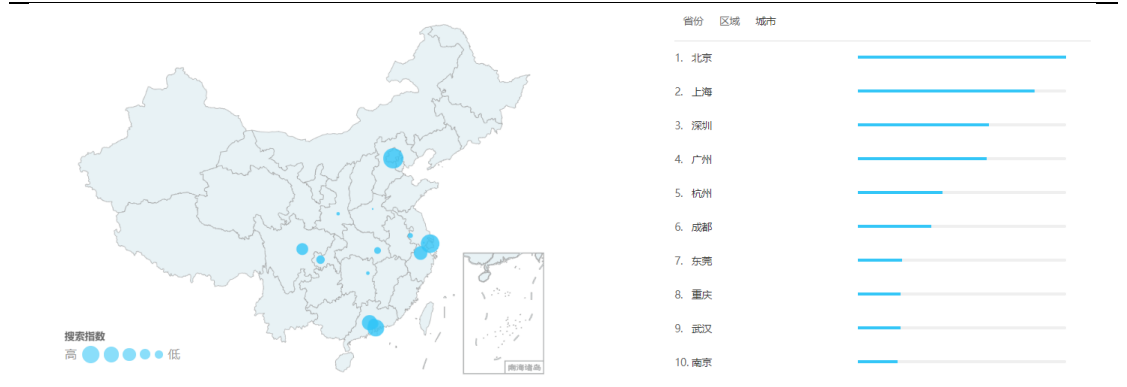 省份 区域 城市
1. 北京
2. 上海
3. 深圳
4. 广州
5. 杭州
6. 成都
7. 东莞
8. 重庆
9. 武汉
10. 南京
搜索指数
高 低
南海诸岛